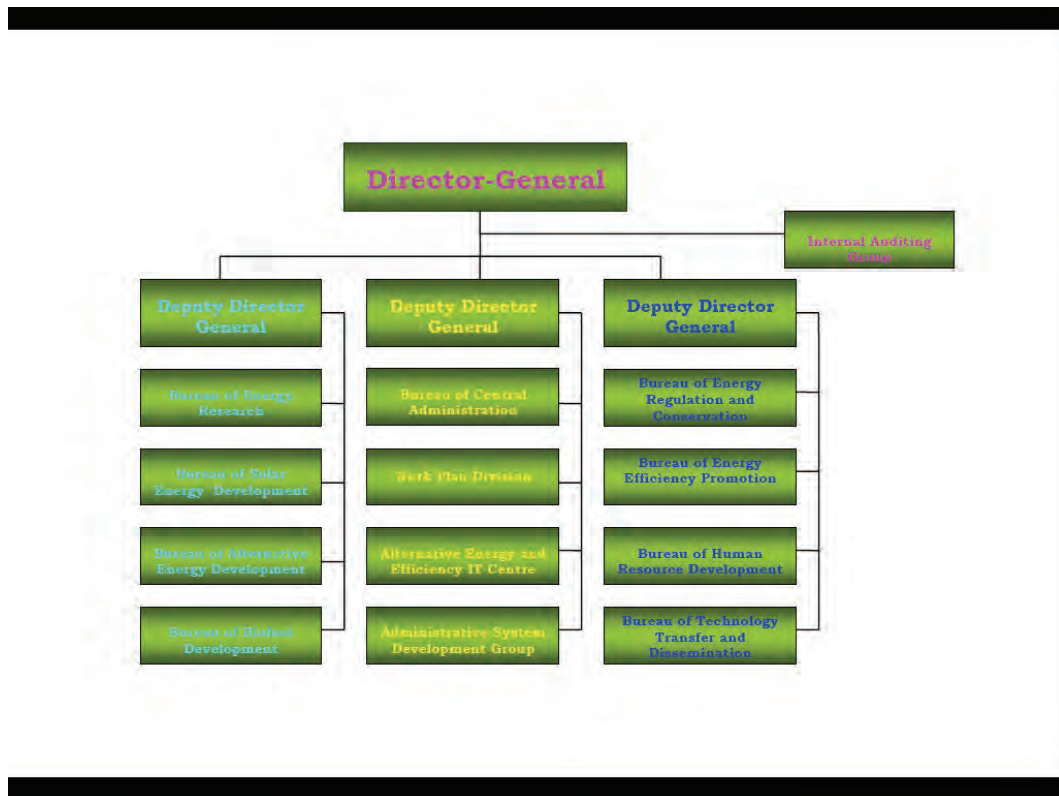 Director-General
Internal Auditing
Group
Deputy Director
General
Deputy Director
General
Deputy Director
General
Bureau of Energy
Research
Bureau of Central
Administration
Bureau of Energy
Regulation and
Conservation
Bureau of Solar
Energy Development
Work Plan Division
Bureau of Energy
Efficiency Promotion
Bureau of Alternative
Energy Development
Alternative Energy and
Efficiency IT Centre
Bureau of Human
Resource Development
Bureau of Biofuel
Development
Administrative System
Development Group
Bureau of Technology
Transfer and
Dissemination